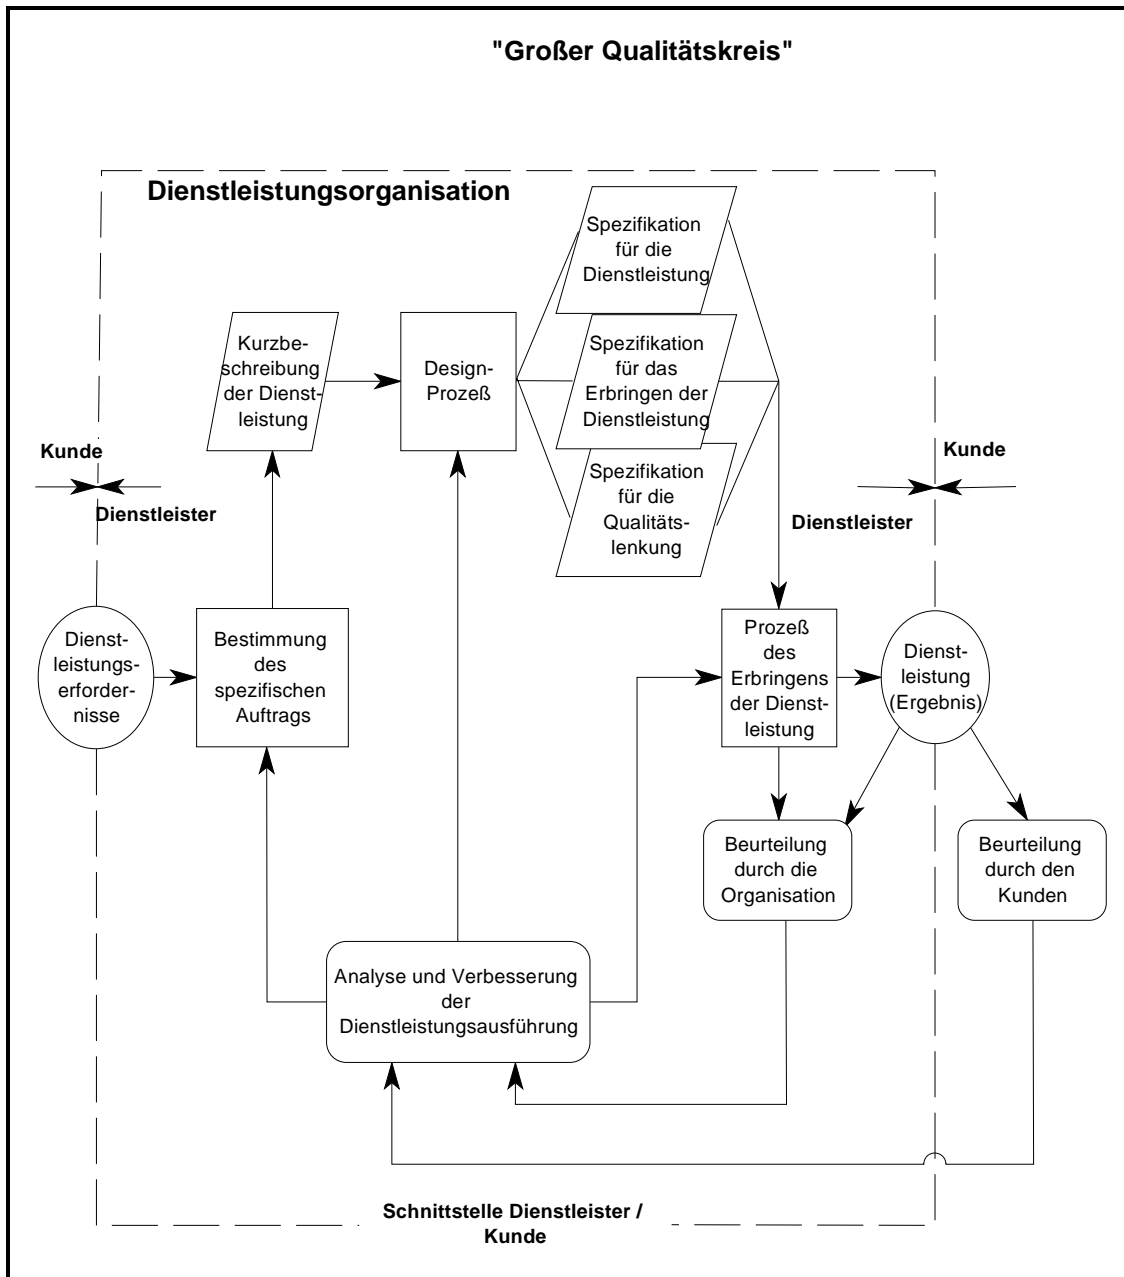 "Großer Qualitätskreis"
Dienstleistungsorganisation
Spezifikation
für die
Dienstleistung
Kurzbe-
schreibung
der Dienst-
leistung
Design-
Prozeß
Spezifikation
für das
Erbringen der
Dienstleistung
Spezifikation
für die
Qualitäts-
lenkung
Kunde
Dienstleister
Kunde
Dienstleister
Dienst-
leistungs-
erforder-
nisse
Bestimmung
des
spezifischen
Auftrags
Prozeß
des
Erbringens
der Dienst-
leistung
Dienst-
leistung
(Ergebnis)
Beurteilung
durch die
Organisation
Beurteilung
durch den
Kunden
Analyse und Verbesserung
der
Dienstleistungsausführung
Schnittstelle Dienstleister /
Kunde